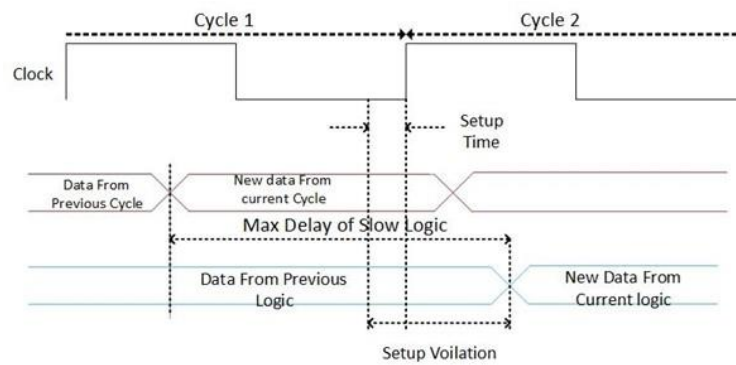 Cycle 1
Cycle 2
Clock
Setup
Time
Data From
Previous Cycle
New data From
current Cycle
Max Delay of Slow Logic
Data From Previous
Logic
New Data From
Current logic
Setup Voilation